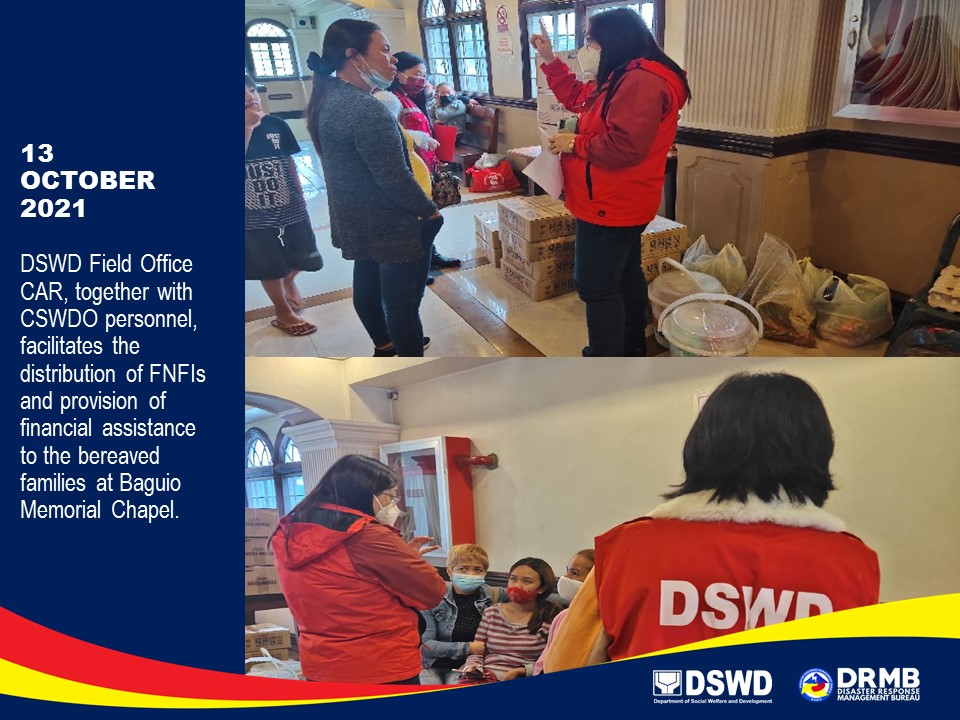 13
OCTOBER
2021
DSWD Field Office
CAR, together with
CSWDO personnel,
facilitates the
distribution of FNFIs
and provision of
financial assistance
to the bereaved
families at Baguio
Memorial Chapel.
DSWD
DSWD
Department of Social Welfare and Development
DRMB
DISASTER RESPONSE
MANAGEMENT BUREAU